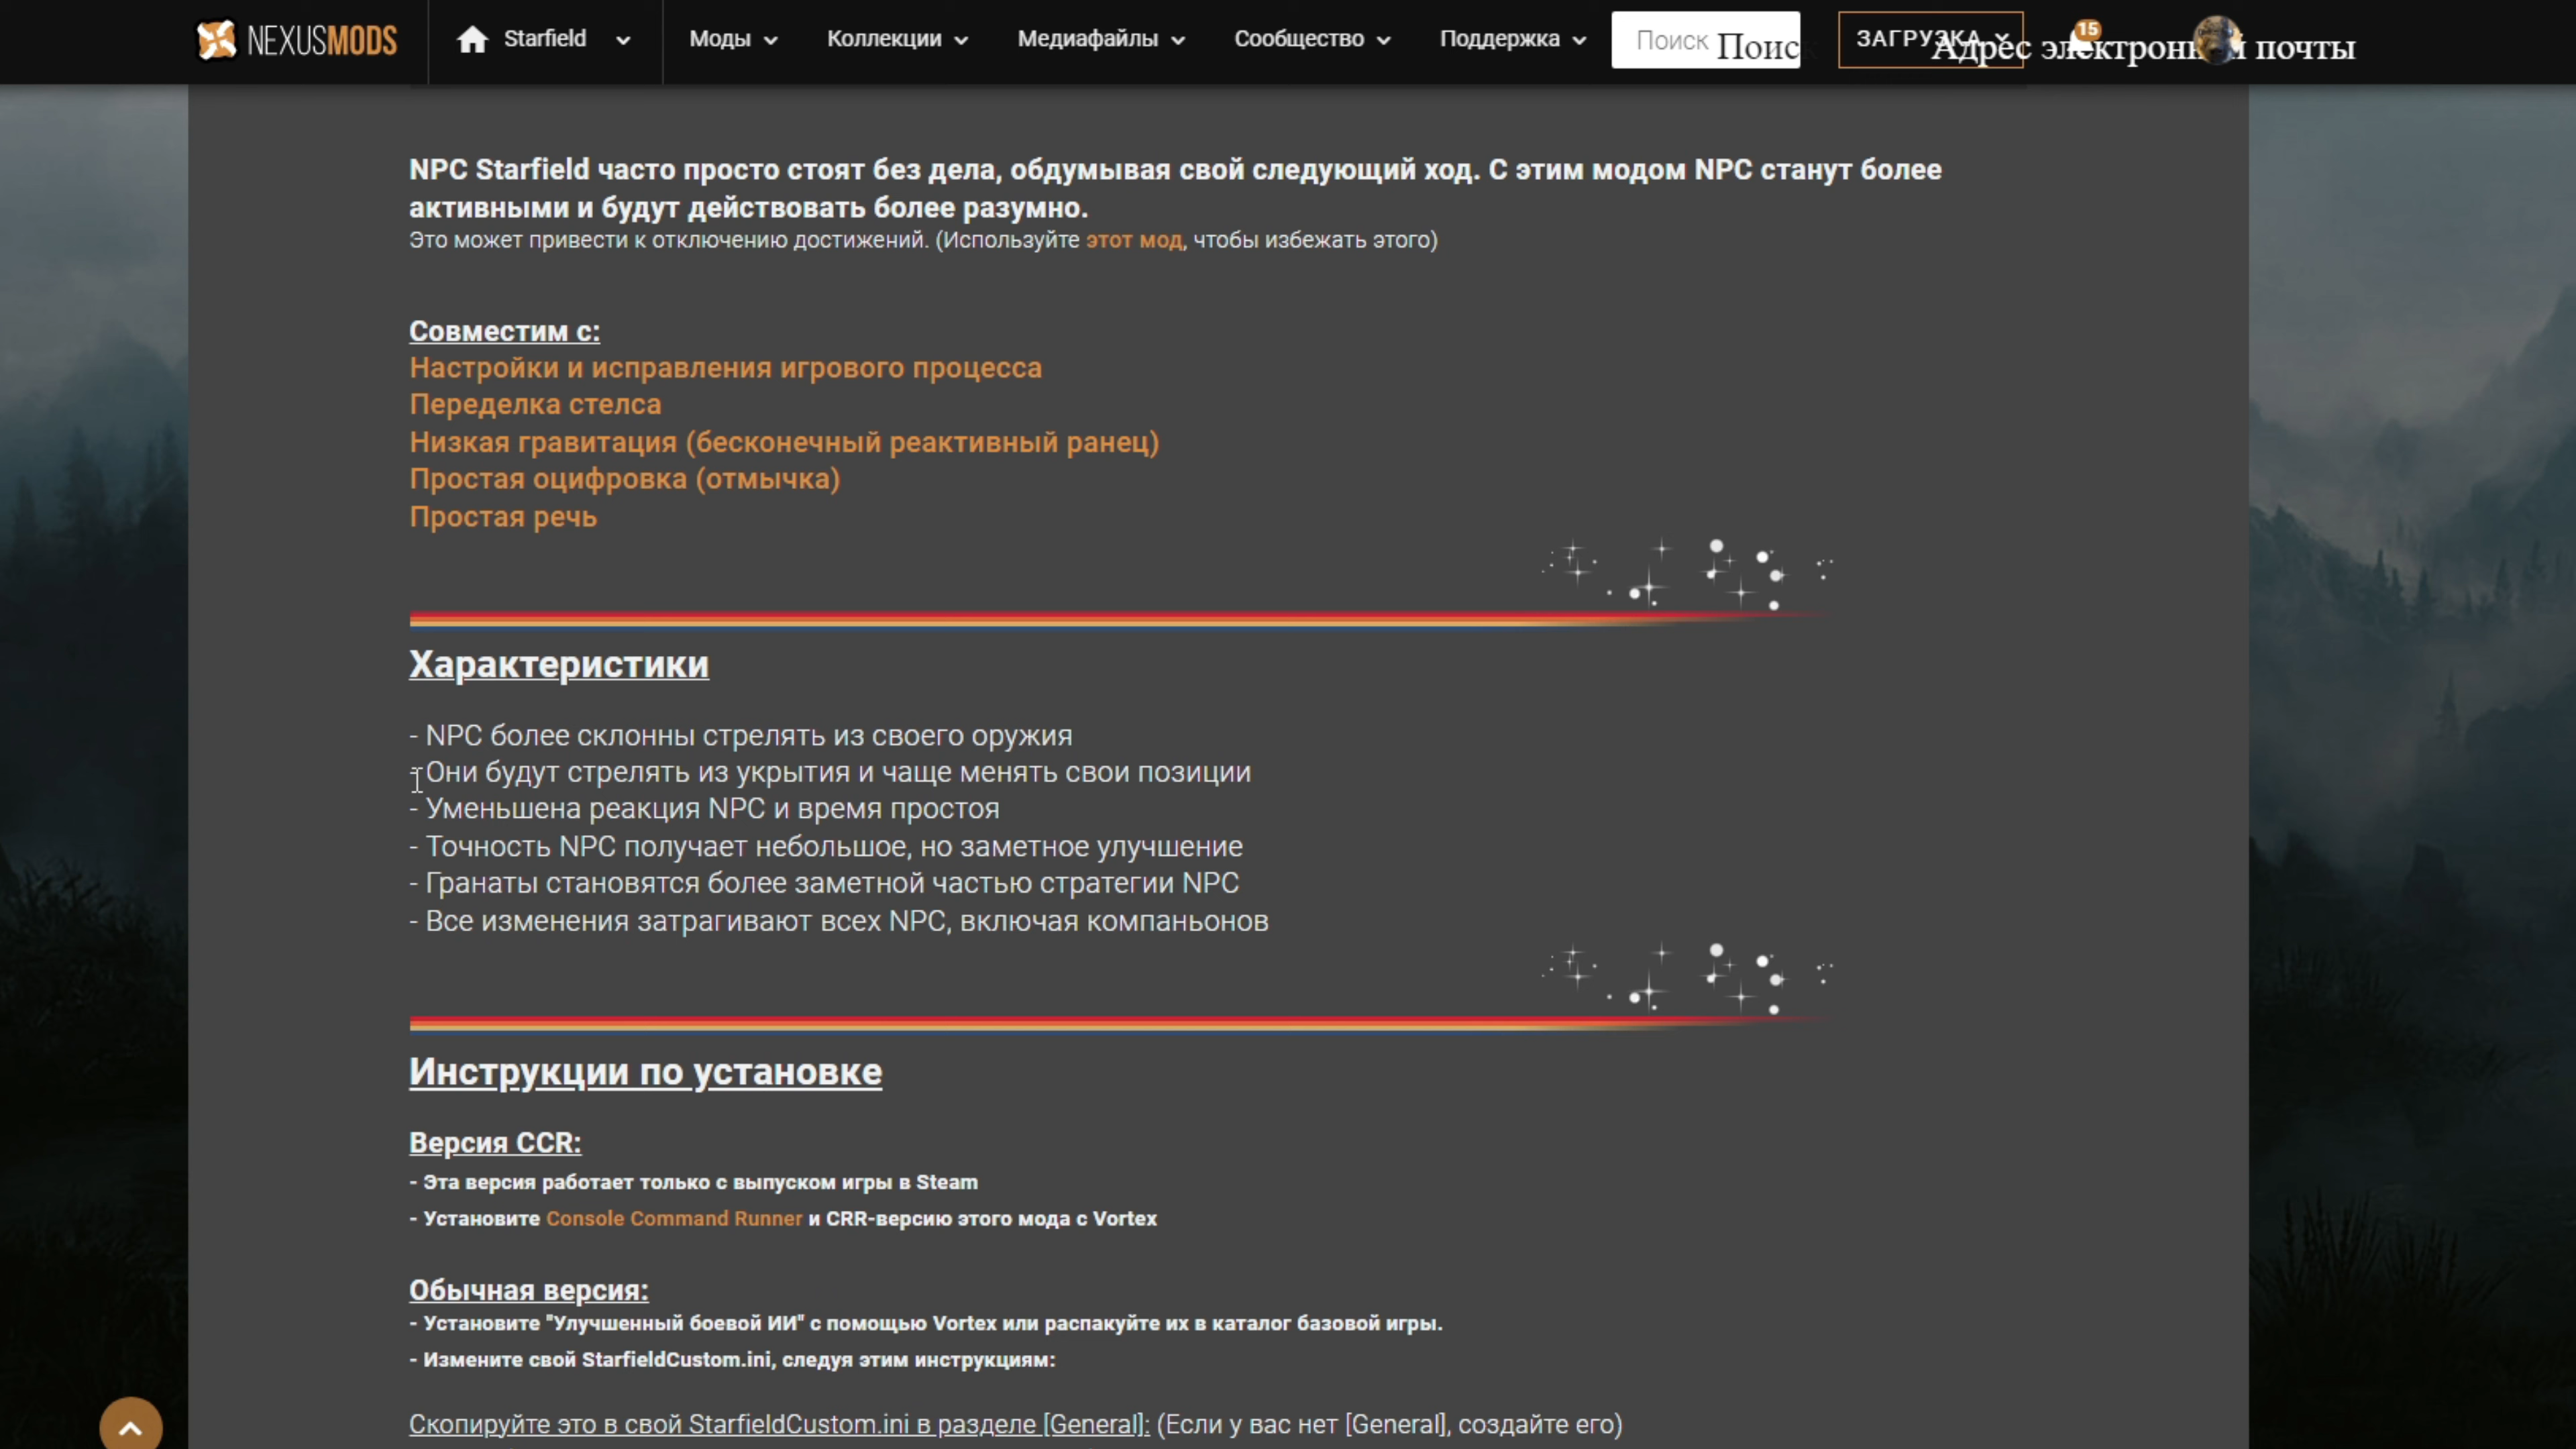 NEXUSMODS Starfield Моды Коллекции Медиафайлы Сообщество Поддержка Поиск Поиск ЗАГРУЗКА Адрес электронной почты 15
NPC Starfield часто просто стоят без дела, обдумывая свой следующий ход. С этим модом NPC станут более
активными и будут действовать более разумно.
Это может привести к отключению достижений. (Используйте этот мод, чтобы избежать этого)
Совместим с:
Настройки и исправления игрового процесса
Переделка стелса
Низкая гравитация (бесконечный реактивный ранец)
Простая оцифровка (отмычка)
Простая речь
Характеристики
- NPC более склонны стрелять из своего оружия
- Они будут стрелять из укрытия и чаще менять свои позиции
- Уменьшена реакция NPC и время простоя
- Точность NPC получает небольшое, но заметное улучшение
- Гранаты становятся более заметной частью стратегии NPC
- Все изменения затрагивают всех NPC, включая компаньонов
Инструкции по установке
Версия CCR:
- Эта версия работает только с выпуском игры в Steam
- Установите Console Command Runner и CRR-версию этого мода с Vortex
Обычная версия:
- Установите "Улучшенный боевой ИИ" с помощью Vortex или распакуйте их в каталог базовой игры.
- Измените свой StarfieldCustom.ini, следуя этим инструкциям:
Скопируйте это в свой StarfieldCustom.ini в разделе [General]: (Если у вас нет [General], создайте его)